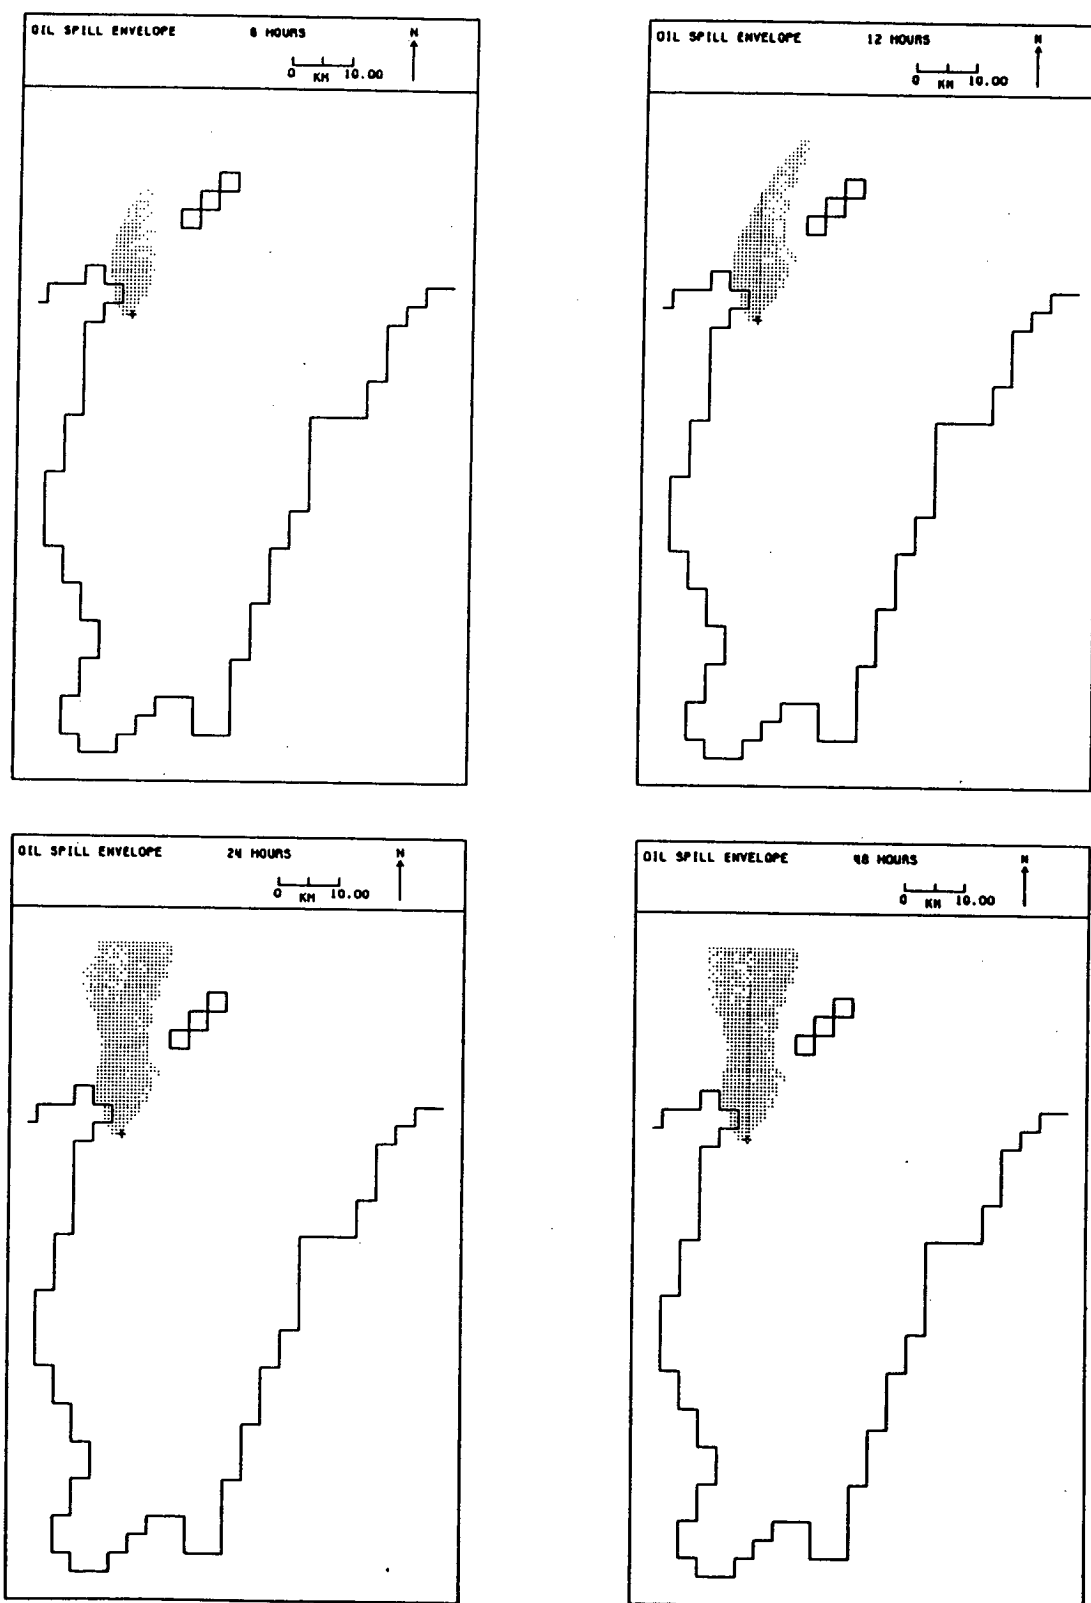 OIL SPILL ENVELOPE 6 HOURS N
0 KM 10.00
OIL SPILL ENVELOPE 12 HOURS N
0 KM 10.00
OIL SPILL ENVELOPE 24 HOURS N
0 KM 10.00
OIL SPILL ENVELOPE 48 HOURS N
0 KM 10.00